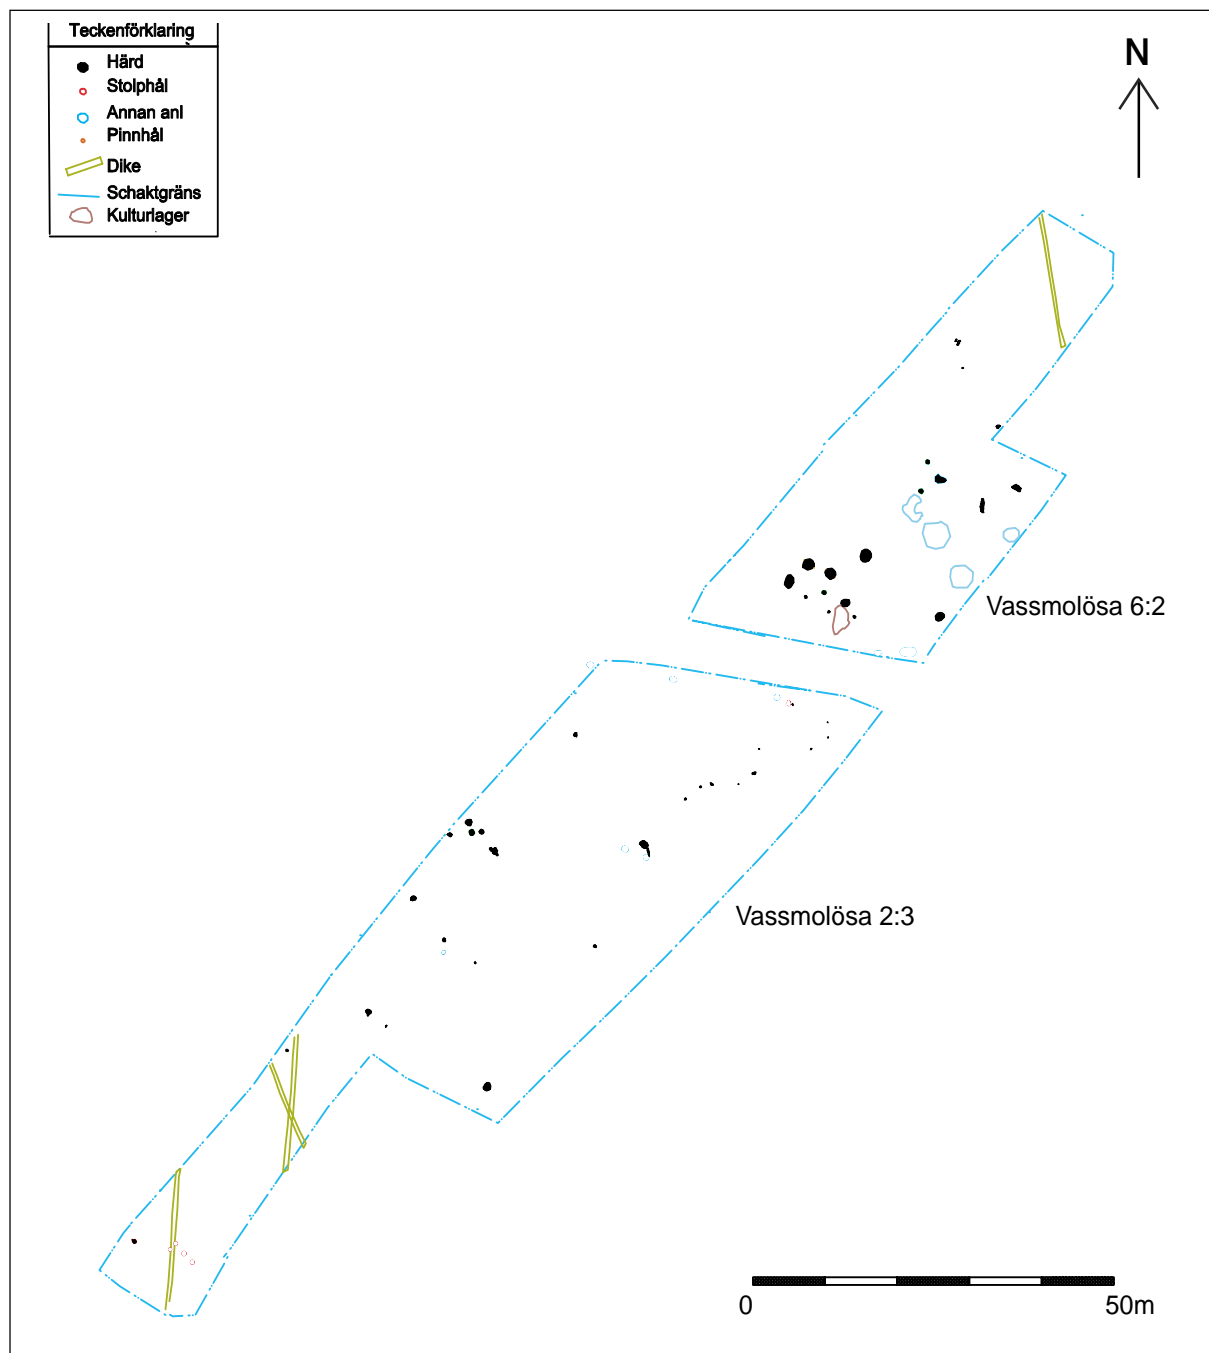 Teckenförklaring
Härd
Stolphål
Annan anl
Pinnhål
Dike
Schaktgräns
Kulturlager
N
Vassmolösa 6:2
Vassmolösa 2:3
0 50m